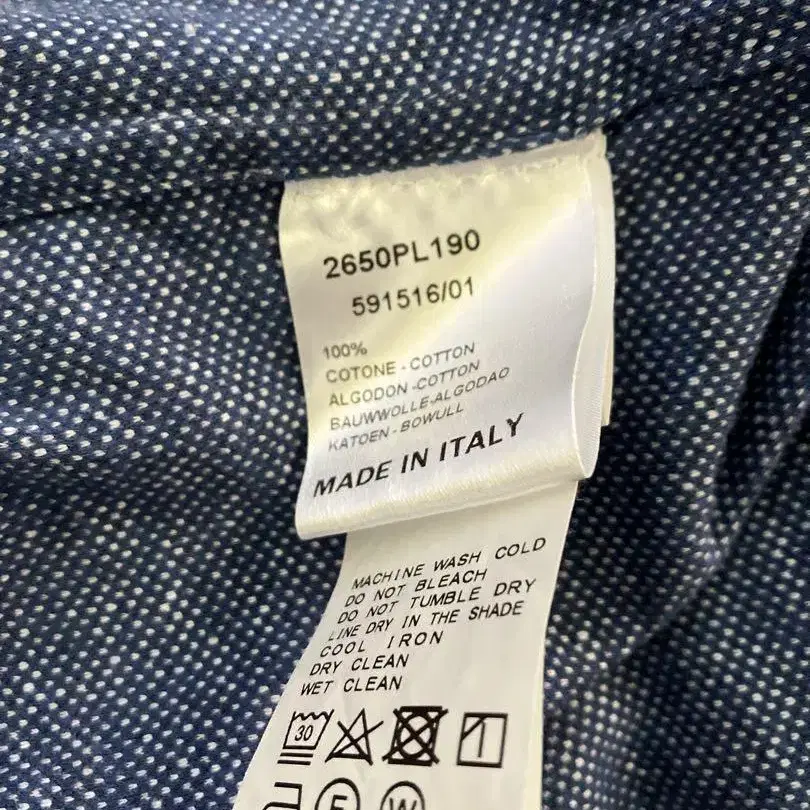 2650PL190
591516/01
100%
COTONE - COTTON
ALGODON - COTTON
BAUWWOLLE-ALGODAO
KATOEN - BOWULL
MADE IN ITALY
MACHINE WASH COLD
DO NOT BLEACH
DO NOT TUMBLE DRY
LINE DRY IN THE SHADE
COOL IRON
DRY CLEAN
WET CLEAN
30
F W